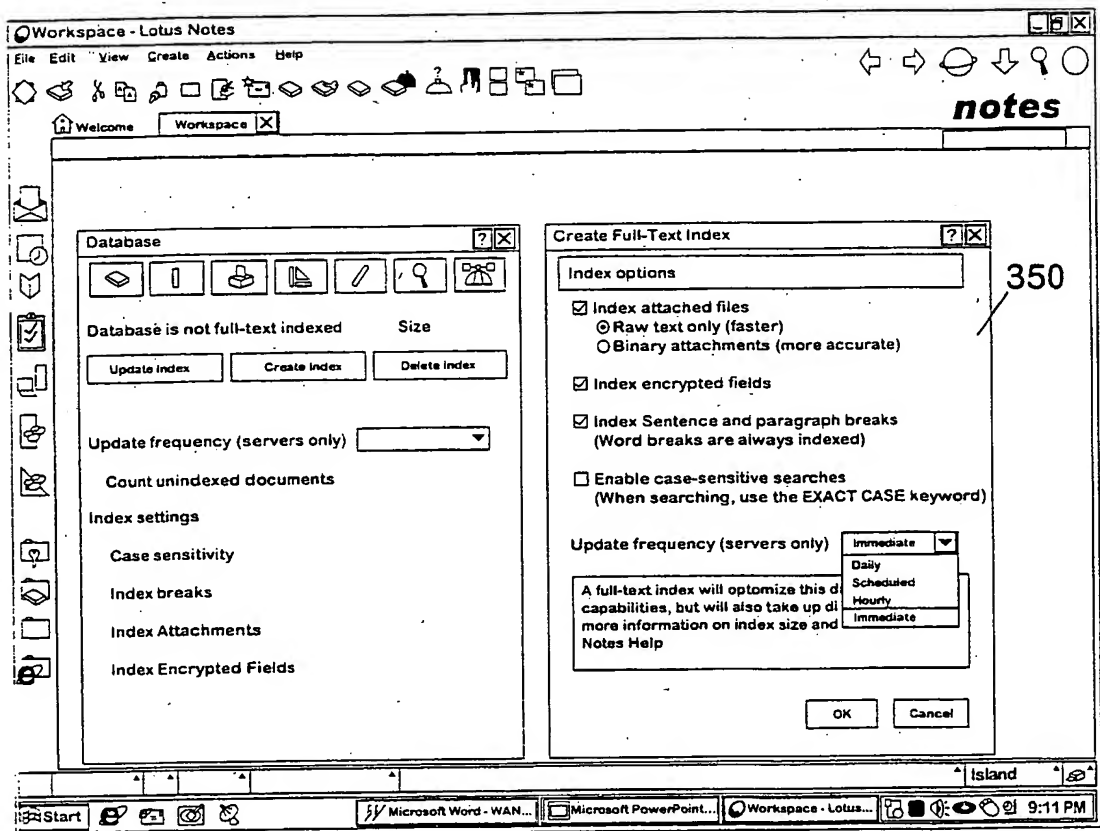 Workspace - Lotus Notes
File Edit View Create Actions Help
notes
Welcome Workspace
Database
Database is not full-text indexed Size
Update index Create index Delete index
Update frequency (servers only)
Count unindexed documents
Index settings
Case sensitivity
Index breaks
Index Attachments
Index Encrypted Fields
Create Full-Text Index
Index options
350
Index attached files
Raw text only (faster)
Binary attachments (more accurate)
Index encrypted fields
Index Sentence and paragraph breaks
(Word breaks are always indexed)
Enable case-sensitive searches
(When searching, use the EXACT CASE keyword)
Update frequency (servers only) Immediate
Daily
Scheduled
Hourly
Immediate
A full-text index will optomize this d
capabilities, but will also take up di
more information on index size and
Notes Help
OK Cancel
Island
Start Microsoft Word - WAN... Microsoft PowerPoint... Workspace - Lotus... 9:11 PM